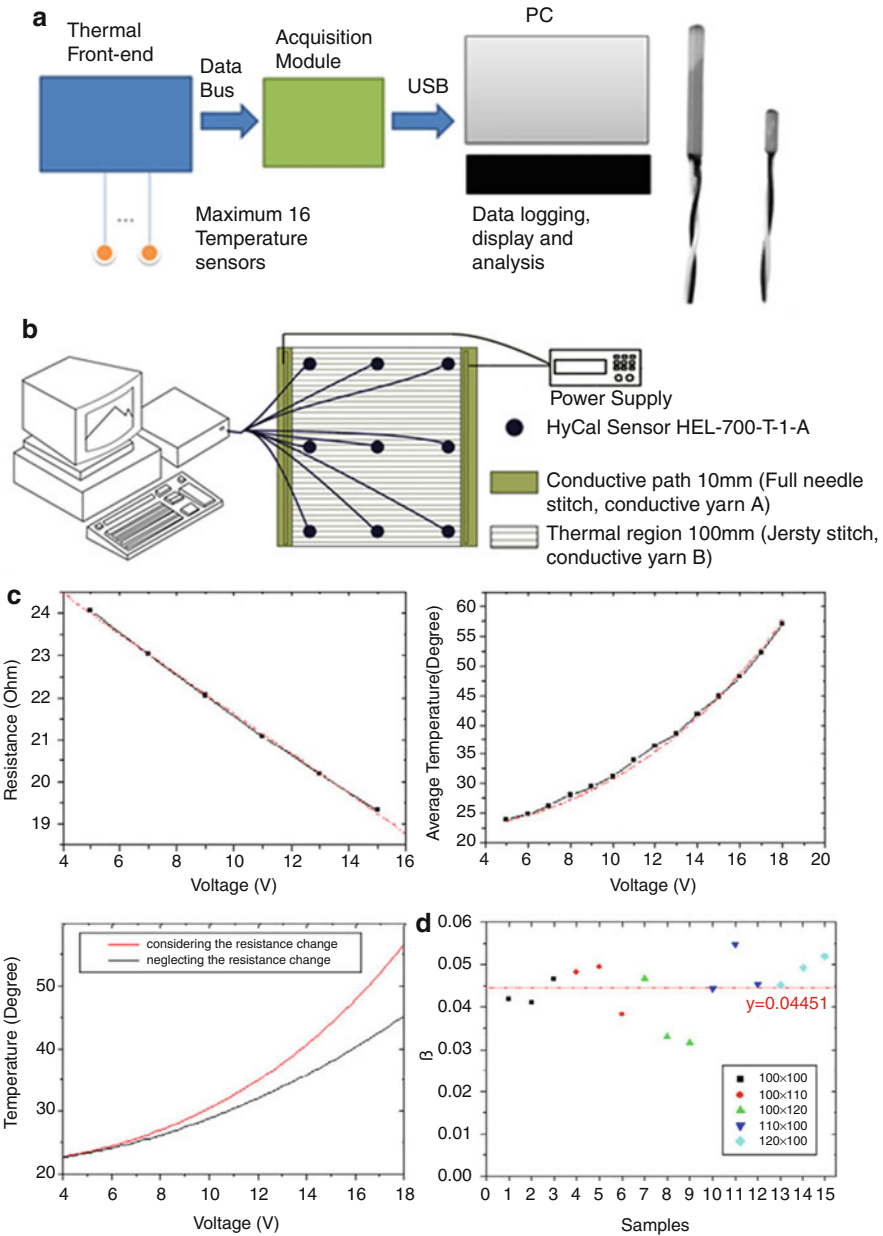 a
Thermal
Front-end
Data
Bus
Acquisition
Module
USB
PC
...
Maximum 16
Temperature
sensors
Data logging,
display and
analysis
b
Power Supply
HyCal Sensor HEL-700-T-1-A
Conductive path 10mm (Full needle
stitch, conductive yarn A)
Thermal region 100mm (Jersty stitch,
conductive yarn B)
c
Resistance (Ohm)
24
23
22
21
20
19
4 6 8 10 12 14 16
Voltage (V)
Average Temperature(Degree)
60
55
50
45
40
35
30
25
20
4 6 8 10 12 14 16 18 20
Voltage (V)
Temperature (Degree)
considering the resistance change
neglecting the resistance change
50
40
30
20
4 6 8 10 12 14 16 18
Voltage (V)
d
ß
0.06
0.05
0.04
0.03
0.02
0.01
0.00
y=0.04451
100×100
100×110
100×120
110×100
120×100
0 1 2 3 4 5 6 7 8 9 10 11 12 13 14 15
Samples